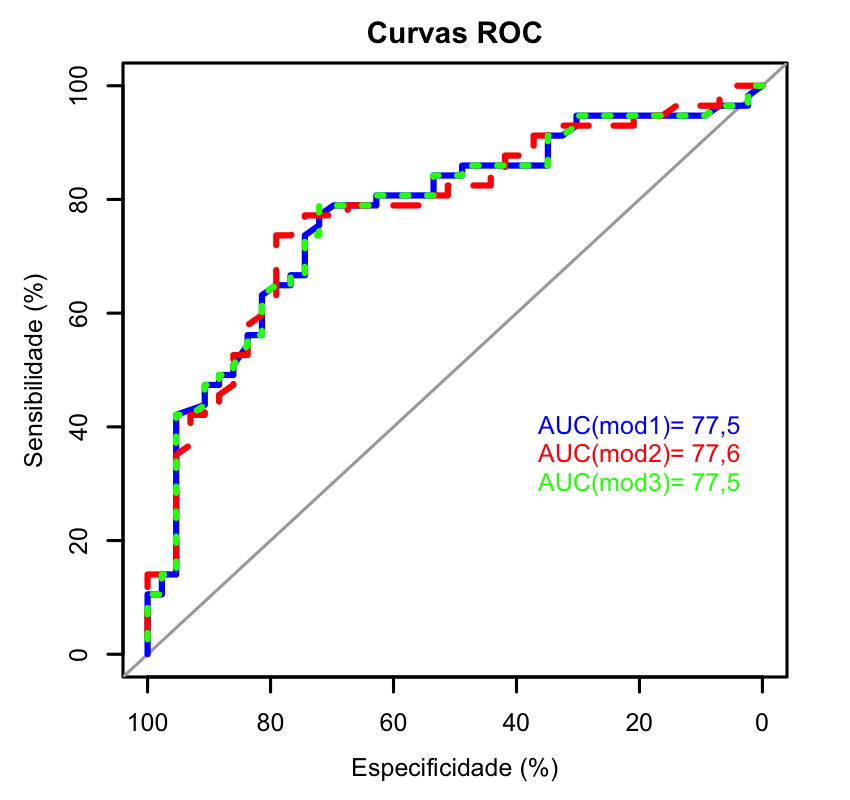 Curvas ROC
100
80
60
40
20
0
Sensibilidade (%)
AUC(mod1)= 77,5
AUC(mod2)= 77,6
AUC(mod3)= 77,5
100
80
60
40
20
0
Especificidade (%)